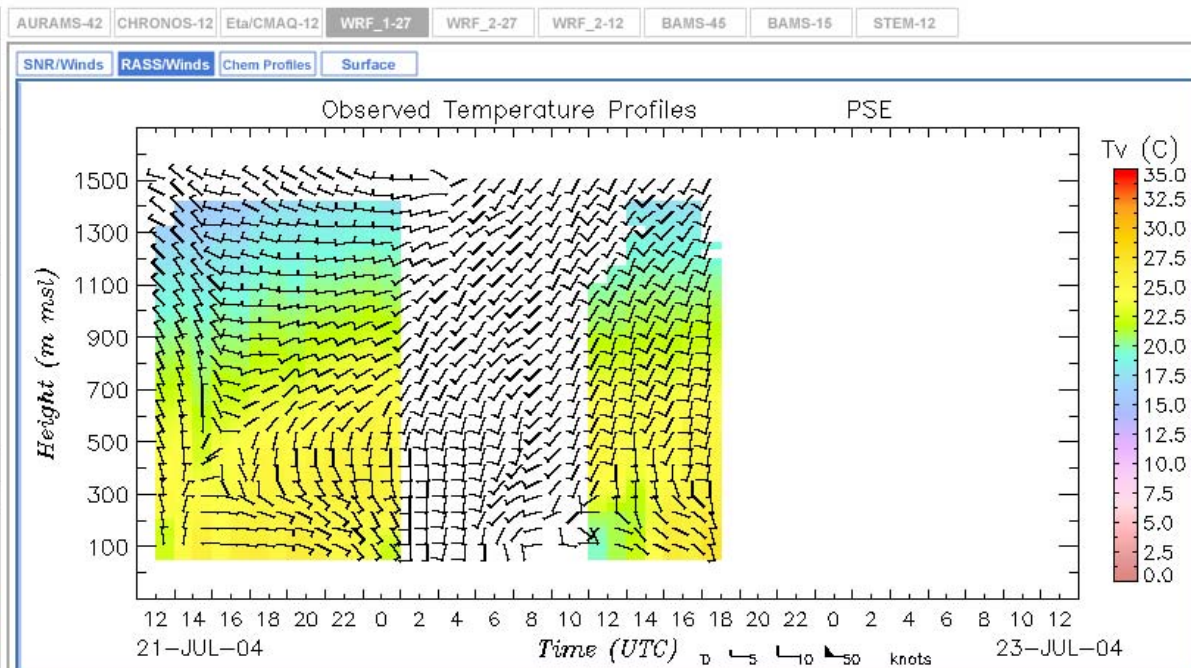 AURAMS-42 CHRONOS-12 Eta/CMAQ-12 WRF_1-27 WRF_2-27 WRF_2-12 BAMS-45 BAMS-15 STEM-12
SNR/Winds RASS/Winds Chem Profiles Surface
Observed Temperature Profiles PSE
Tv (C)
35.0
32.5
30.0
27.5
25.0
22.5
20.0
17.5
15.0
12.5
10.0
7.5
5.0
2.5
0.0
Height (m msl)
1500
1300
1100
900
700
500
300
100
12 14 16 18 20 22 0 2 4 6 8 10 12 14 16 18 20 22 0 2 4 6 8 10 12
21-JUL-04 Time (UTC) 23-JUL-04
5 10 50 knots